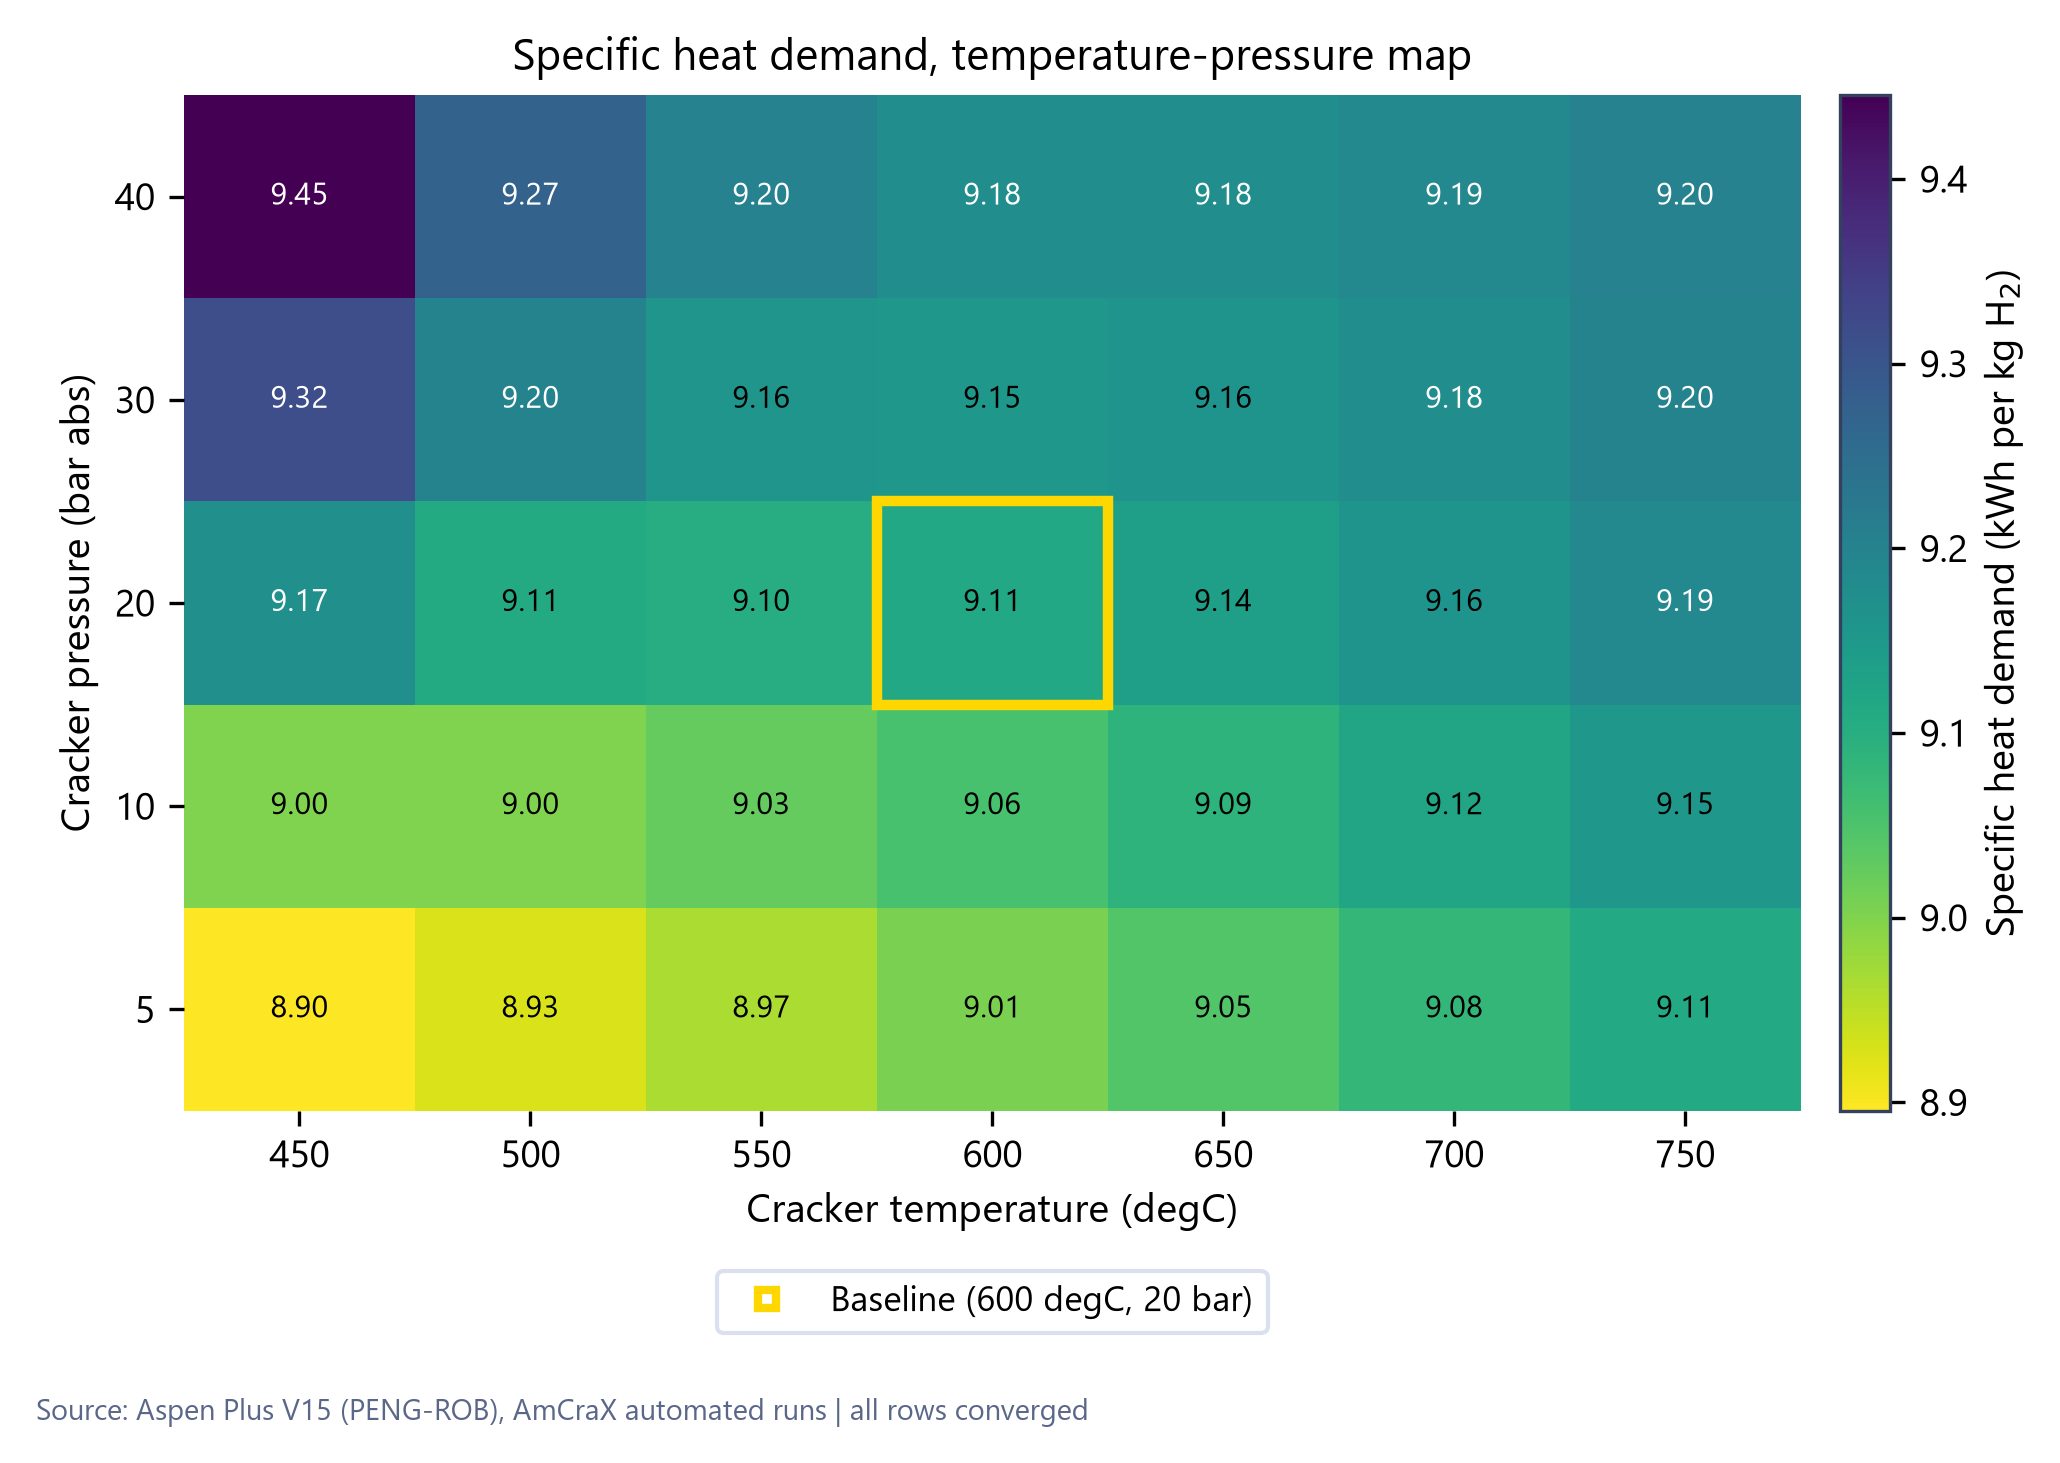 Specific heat demand, temperature-pressure map
40 9.45 9.27 9.20 9.18 9.18 9.19 9.20
30 9.32 9.20 9.16 9.15 9.16 9.18 9.20
20 9.17 9.11 9.10 9.11 9.14 9.16 9.19
10 9.00 9.00 9.03 9.06 9.09 9.12 9.15
5 8.90 8.93 8.97 9.01 9.05 9.08 9.11
450 500 550 600 650 700 750
Cracker pressure (bar abs)
Cracker temperature (degC)
9.4
9.3
9.2
9.1
9.0
8.9
Specific heat demand (kWh per kg H₂)
Baseline (600 degC, 20 bar)
Source: Aspen Plus V15 (PENG-ROB), AmCraX automated runs | all rows converged